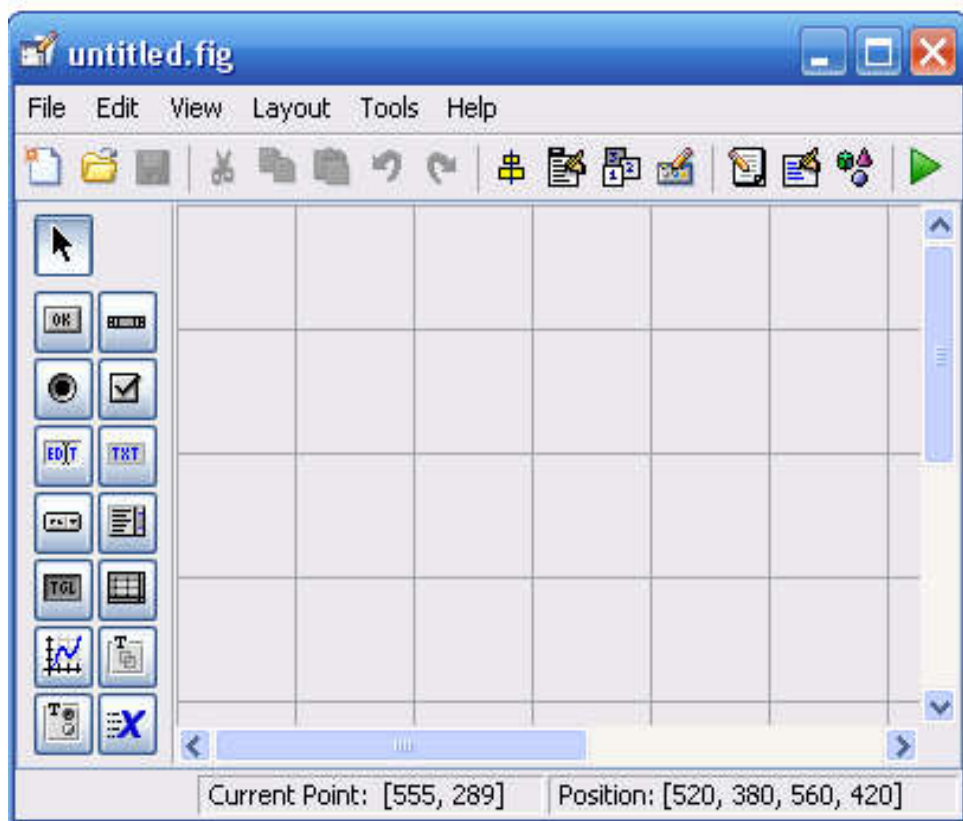 untitled.fig
File Edit View Layout Tools Help
OK
EDIT TXT
TGL
T
T X
Current Point: [555, 289] Position: [520, 380, 560, 420]